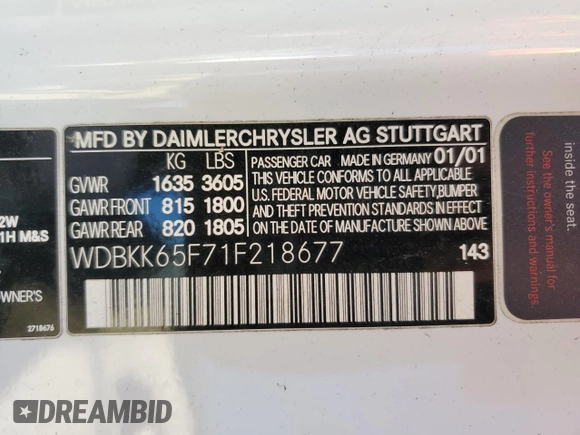 MFD BY DAIMLERCHRYSLER AG STUTTGART
KG LBS
GVWR 1635 3605
GAWR FRONT 815 1800
GAWR REAR 820 1805
PASSENGER CAR MADE IN GERMANY 01/01
THIS VEHICLE CONFORMS TO ALL APPLICABLE
U.S. FEDERAL MOTOR VEHICLE SAFETY, BUMPER
AND THEFT PREVENTION STANDARDS IN EFFECT
ON THE DATE OF MANUFACTURE SHOWN ABOVE
WDBKK65F71F218677 143
2W
1H M&S
OWNER'S
2718676
inside the seat.
See the owner's
further instructions
and warnings.
DREAMBID